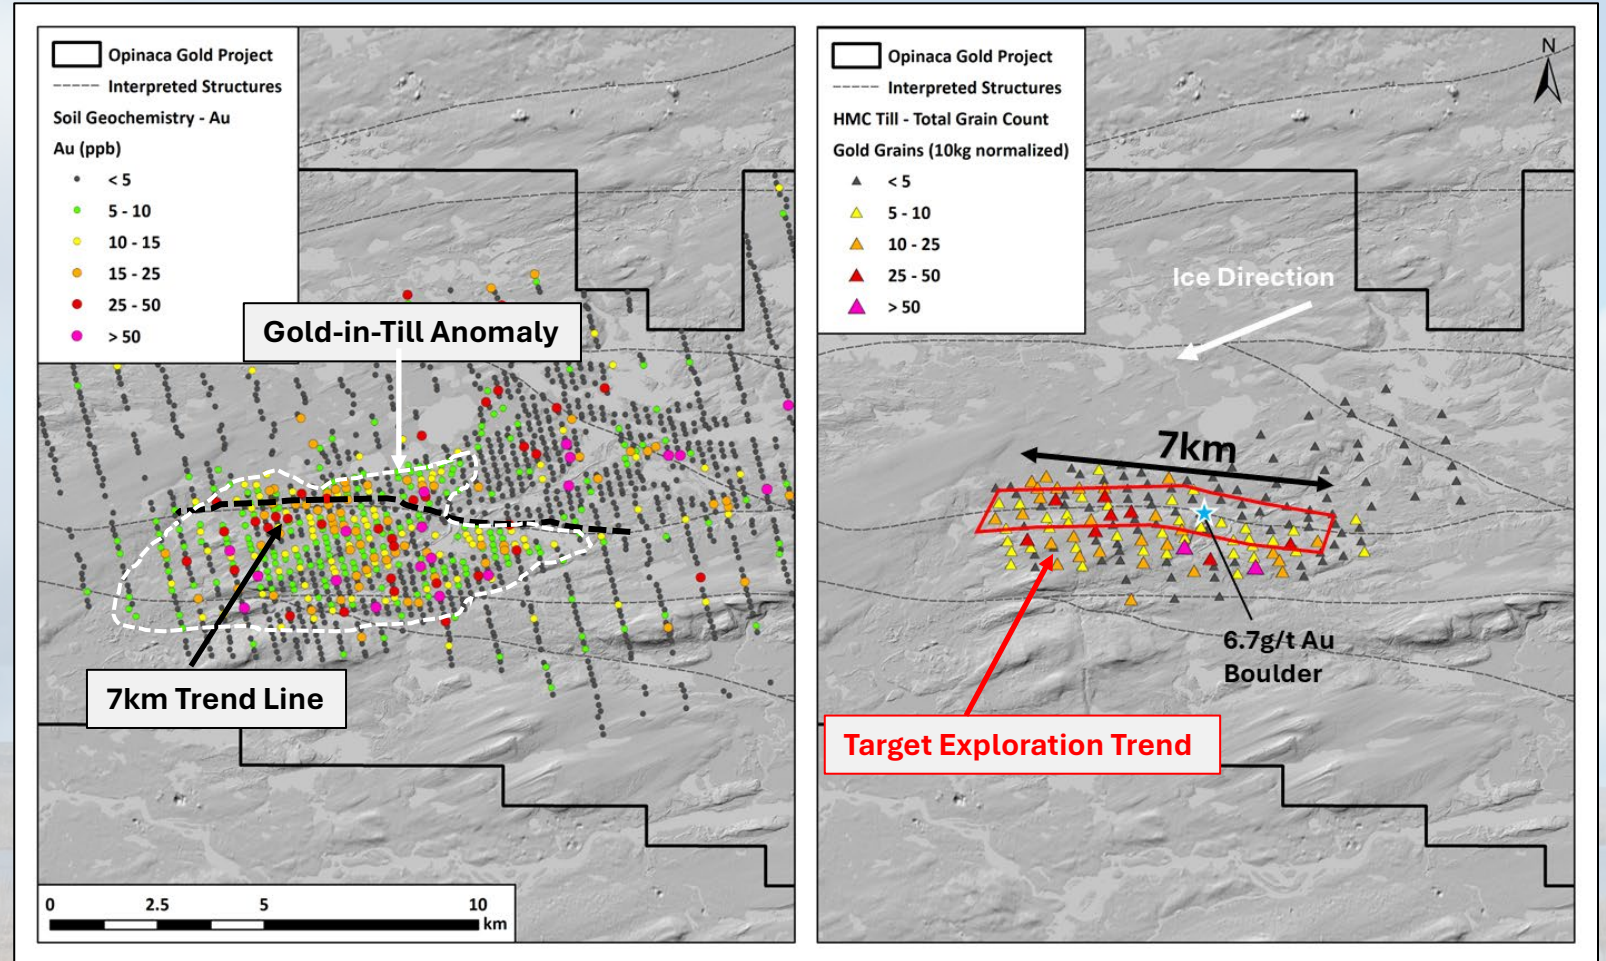 Opinaca Gold Project
Interpreted Structures
Soil Geochemistry - Au
Au (ppb)
< 5
5 - 10
10 - 15
15 - 25
25 - 50
> 50
Gold-in-Till Anomaly
7km Trend Line
0 2.5 5 10
km
Opinaca Gold Project
Interpreted Structures
HMC Till - Total Grain Count
Gold Grains (10kg normalized)
< 5
5 - 10
10 - 25
25 - 50
> 50
N
Ice Direction
7km
6.7g/t Au
Boulder
Target Exploration Trend